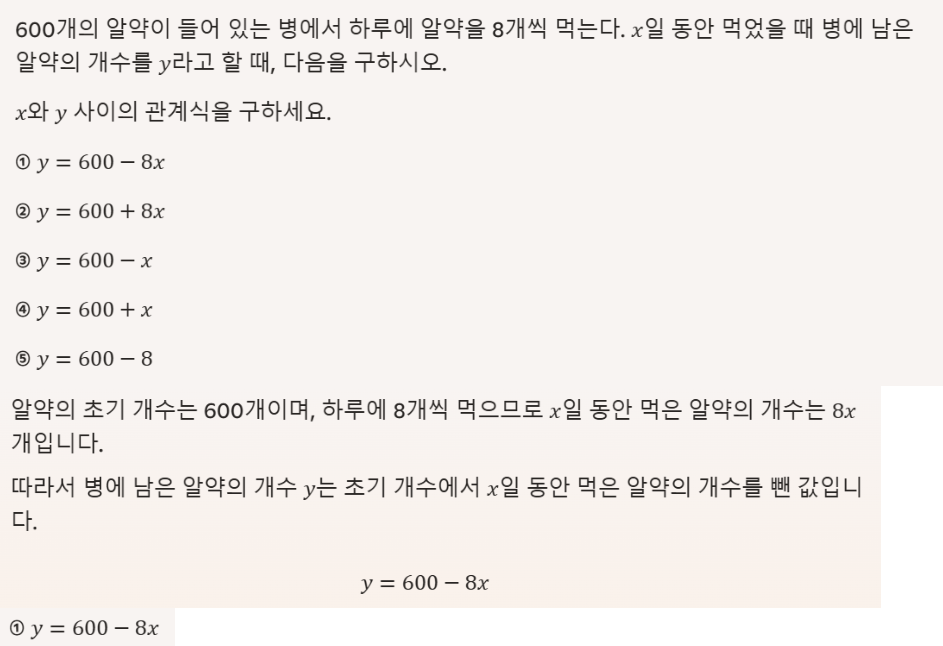 600개의 알약이 들어 있는 병에서 하루에 알약을 8개씩 먹는다. x일 동안 먹었을 때 병에 남은
알약의 개수를 y라고 할 때, 다음을 구하시오.
x와 y 사이의 관계식을 구하세요.
① y = 600 − 8x
② y = 600 + 8x
③ y = 600 − x
④ y = 600 + x
⑤ y = 600 − 8
알약의 초기 개수는 600개이며, 하루에 8개씩 먹으므로 x일 동안 먹은 알약의 개수는 8x
개입니다.
따라서 병에 남은 알약의 개수 y는 초기 개수에서 x일 동안 먹은 알약의 개수를 뺀 값입니
다.
y = 600 − 8x
① y = 600 − 8x